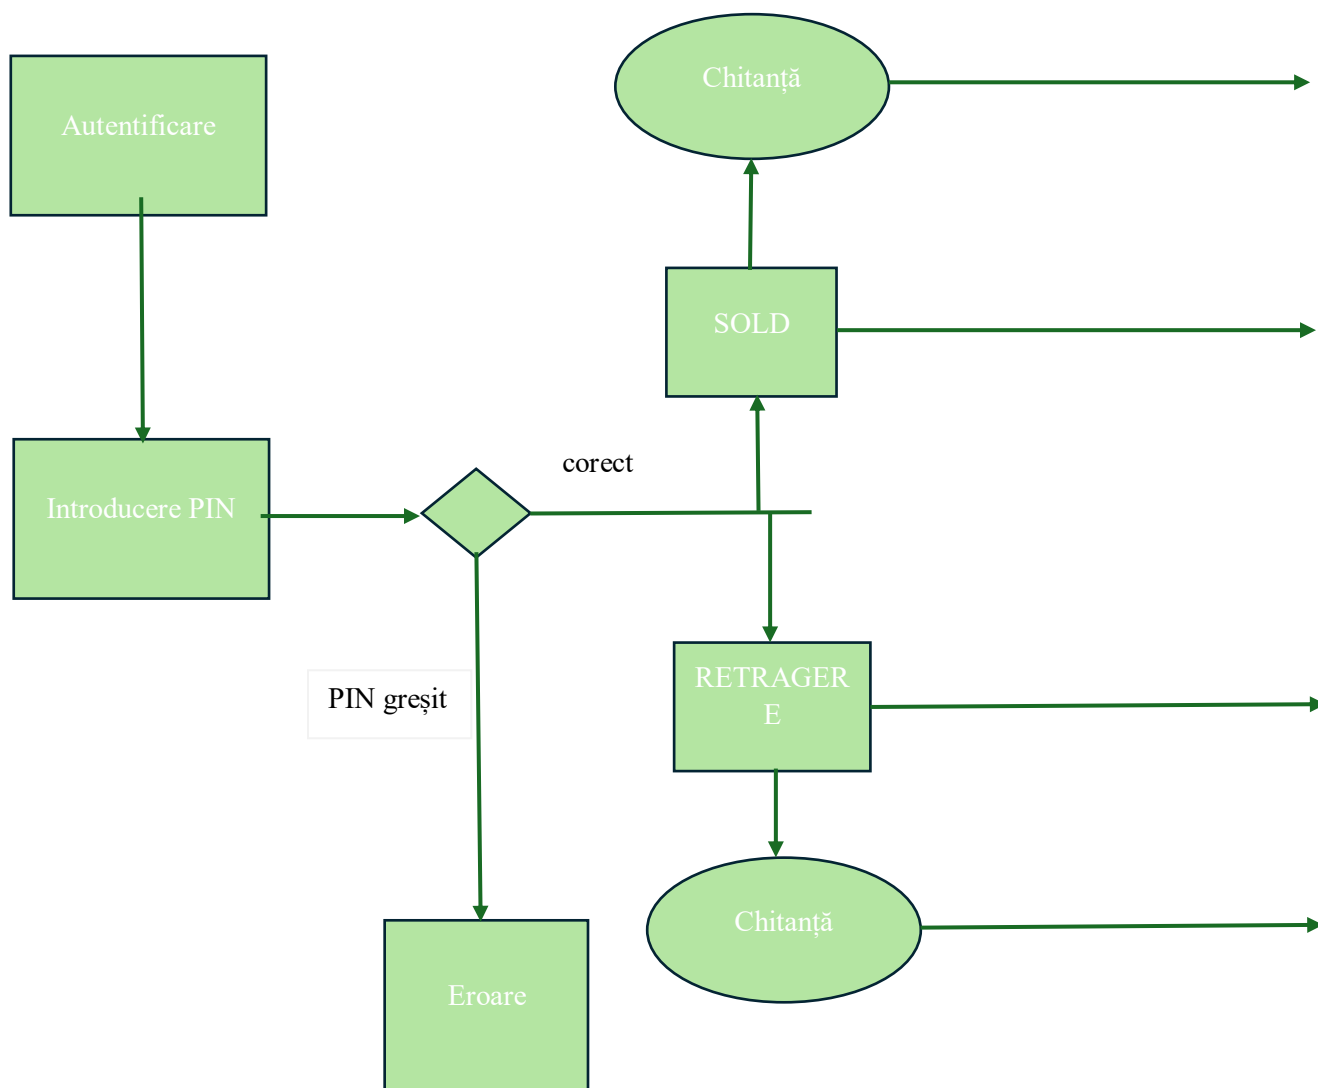 Chitanță
Autentificare
SOLD
corect
Introducere PIN
RETRAGER
E
PIN greșit
Chitanță
Eroare